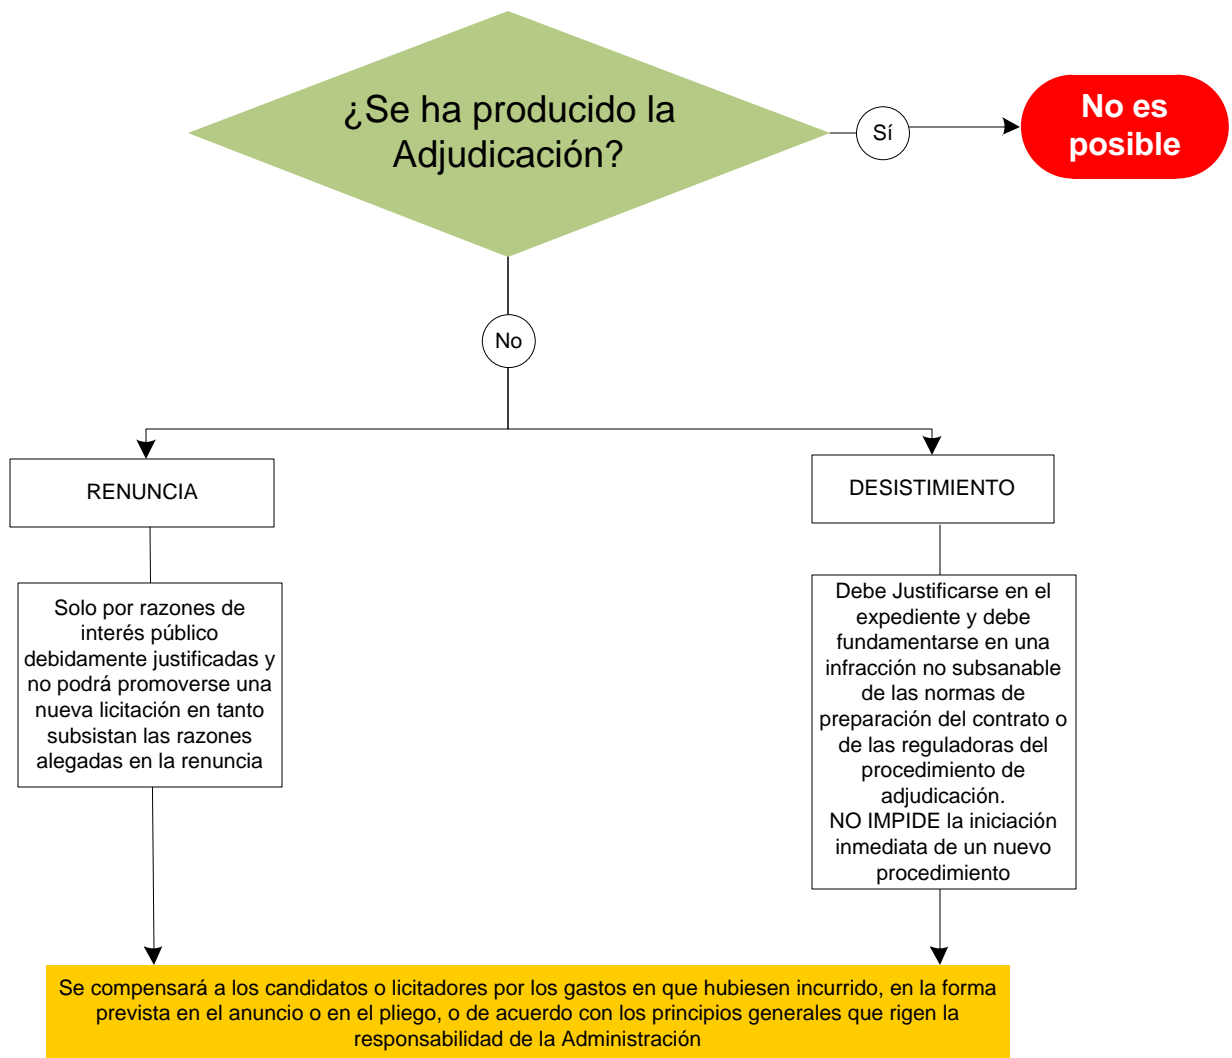 ¿Se ha producido la
Adjudicación?
Sí
No es
posible
No
RENUNCIA
DESISTIMIENTO
Solo por razones de
interés público
debidamente justificadas y
no podrá promoverse una
nueva licitación en tanto
subsistan las razones
alegadas en la renuncia
Debe Justificarse en el
expediente y debe
fundamentarse en una
infracción no subsanable
de las normas de
preparación del contrato o
de las reguladoras del
procedimiento de
adjudicación.
NO IMPIDE la iniciación
inmediata de un nuevo
procedimiento
Se compensará a los candidatos o licitadores por los gastos en que hubiesen incurrido, en la forma
prevista en el anuncio o en el pliego, o de acuerdo con los principios generales que rigen la
responsabilidad de la Administración